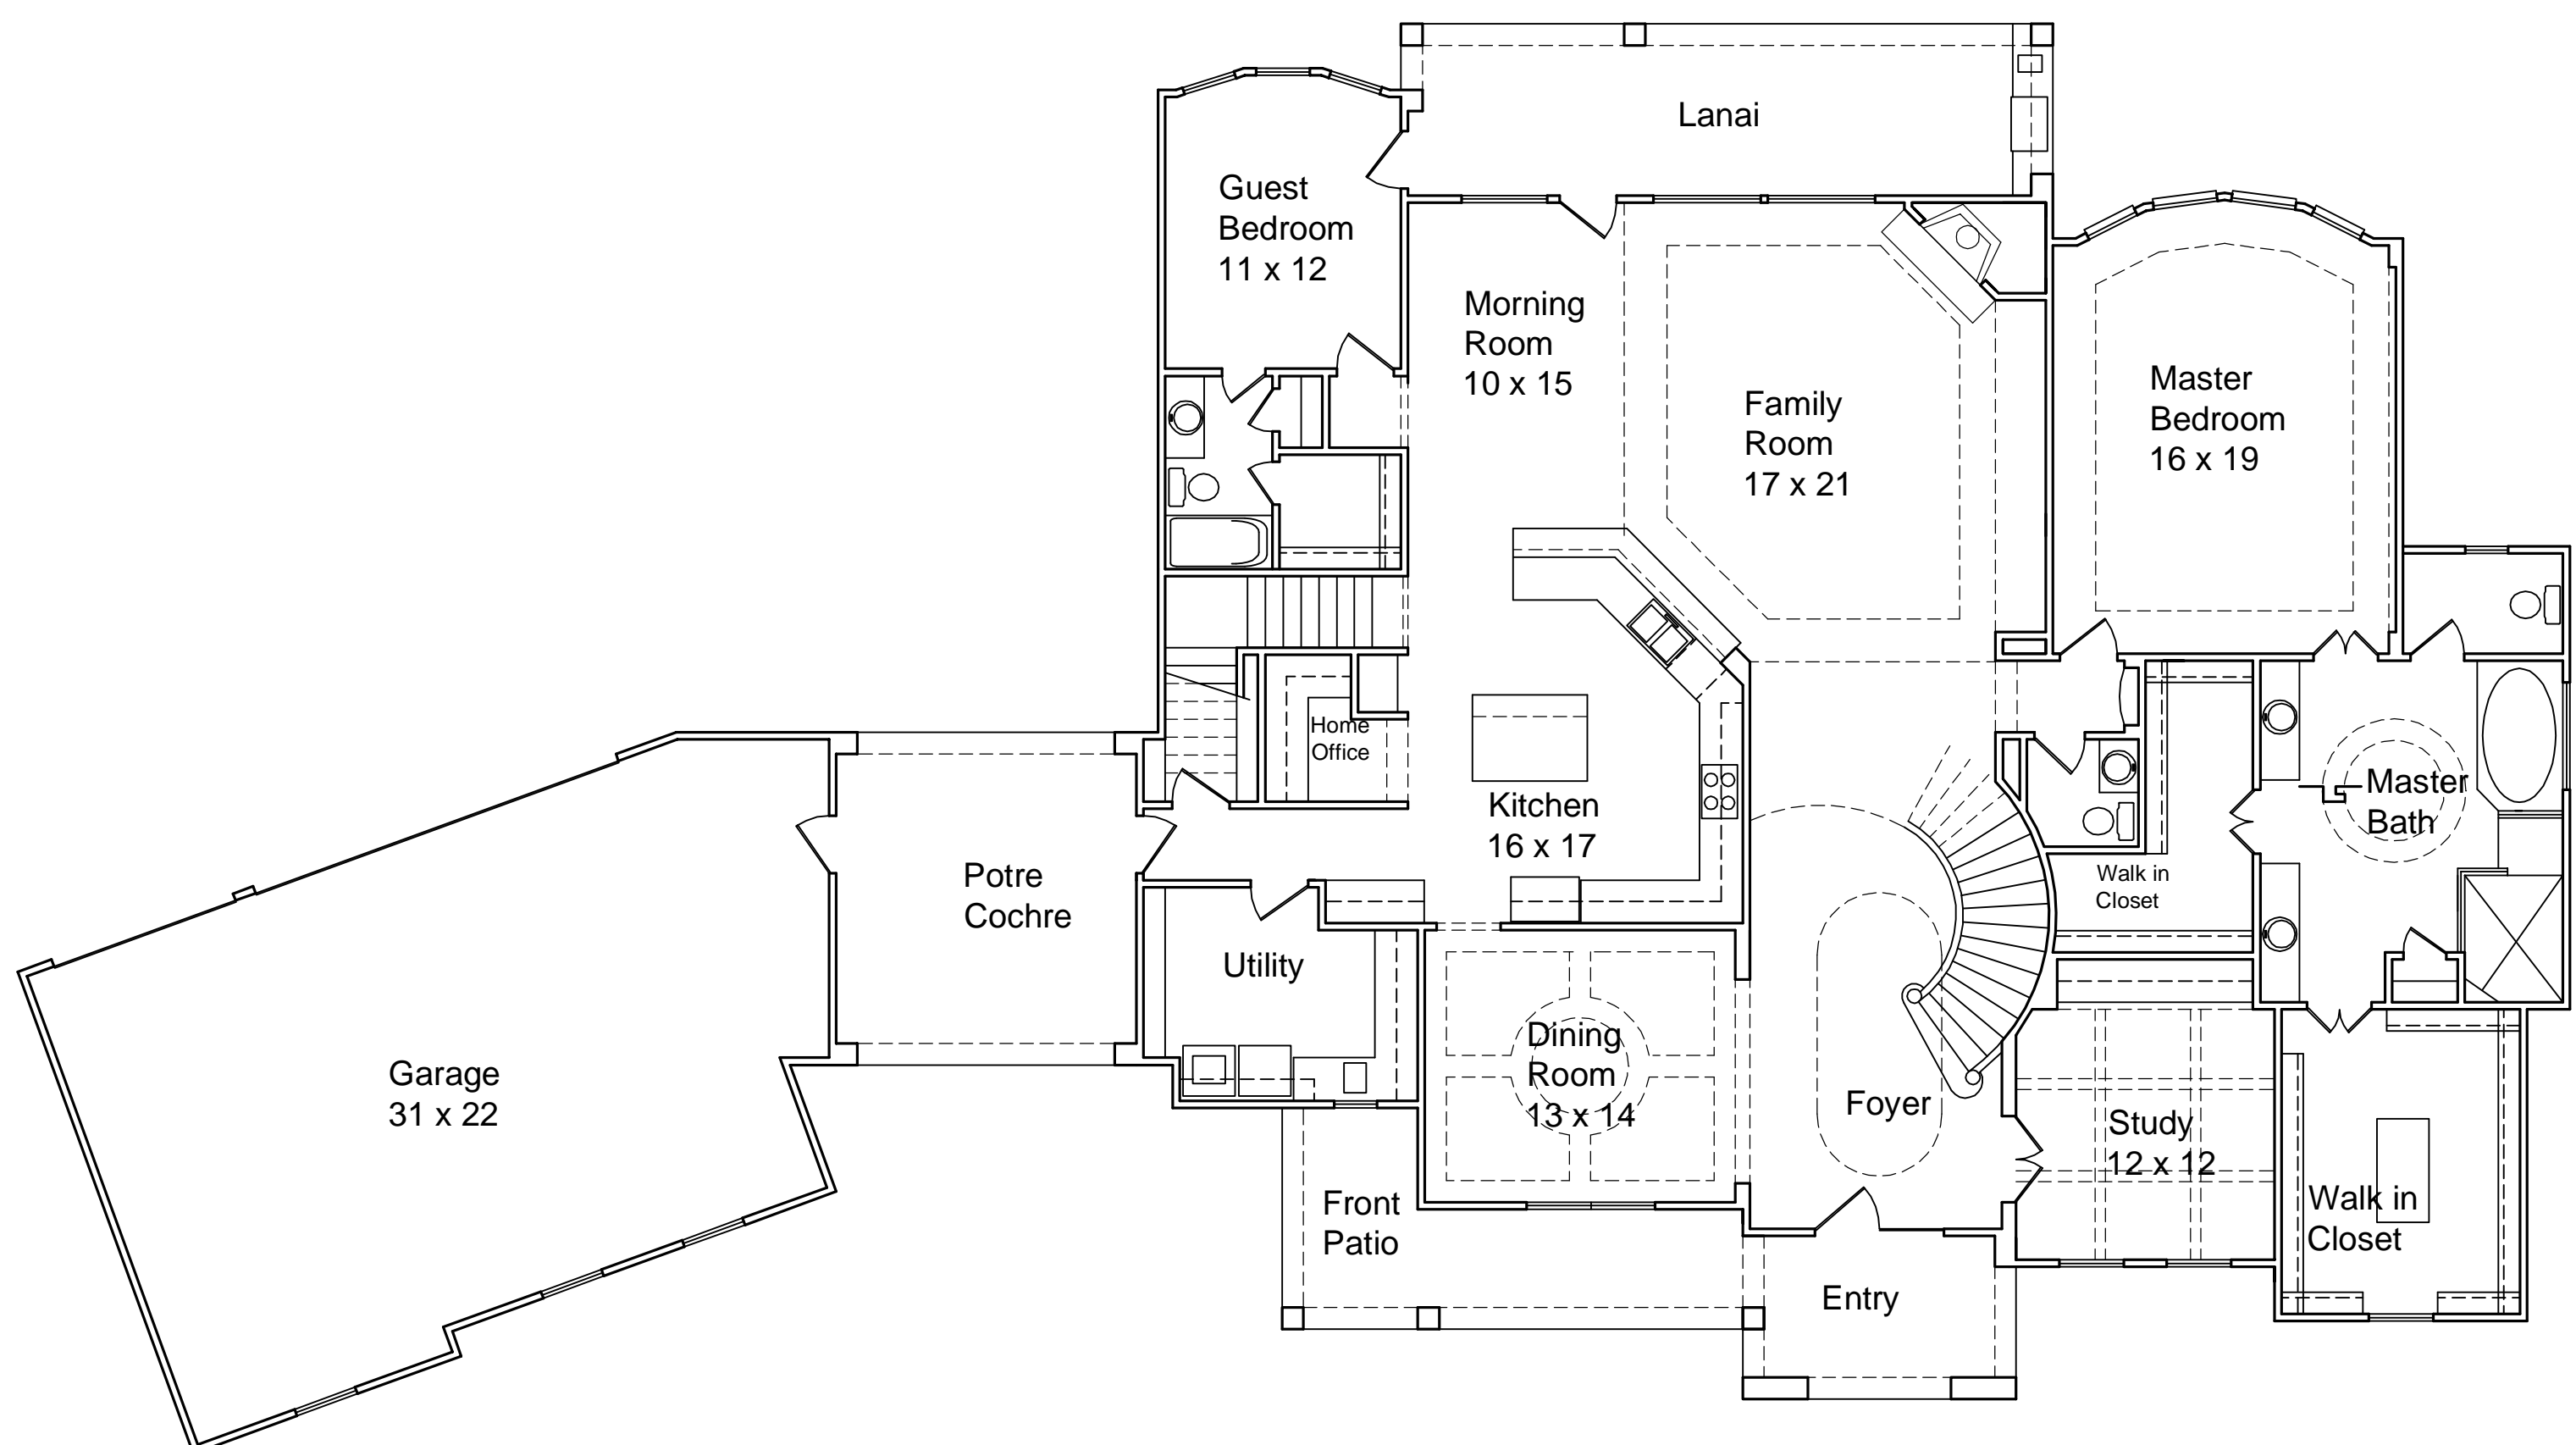 Lanai
Guest
Bedroom
11 x 12
Morning
Room
10 x 15
Family
Room
17 x 21
Master
Bedroom
16 x 19
Home
Office
Kitchen
16 x 17
Master
Bath
Potre
Cochre
Walk in
Closet
Utility
Garage
31 x 22
Dining
Room
13 x 14
Foyer
Study
12 x 12
Front
Patio
Walk in
Closet
Entry